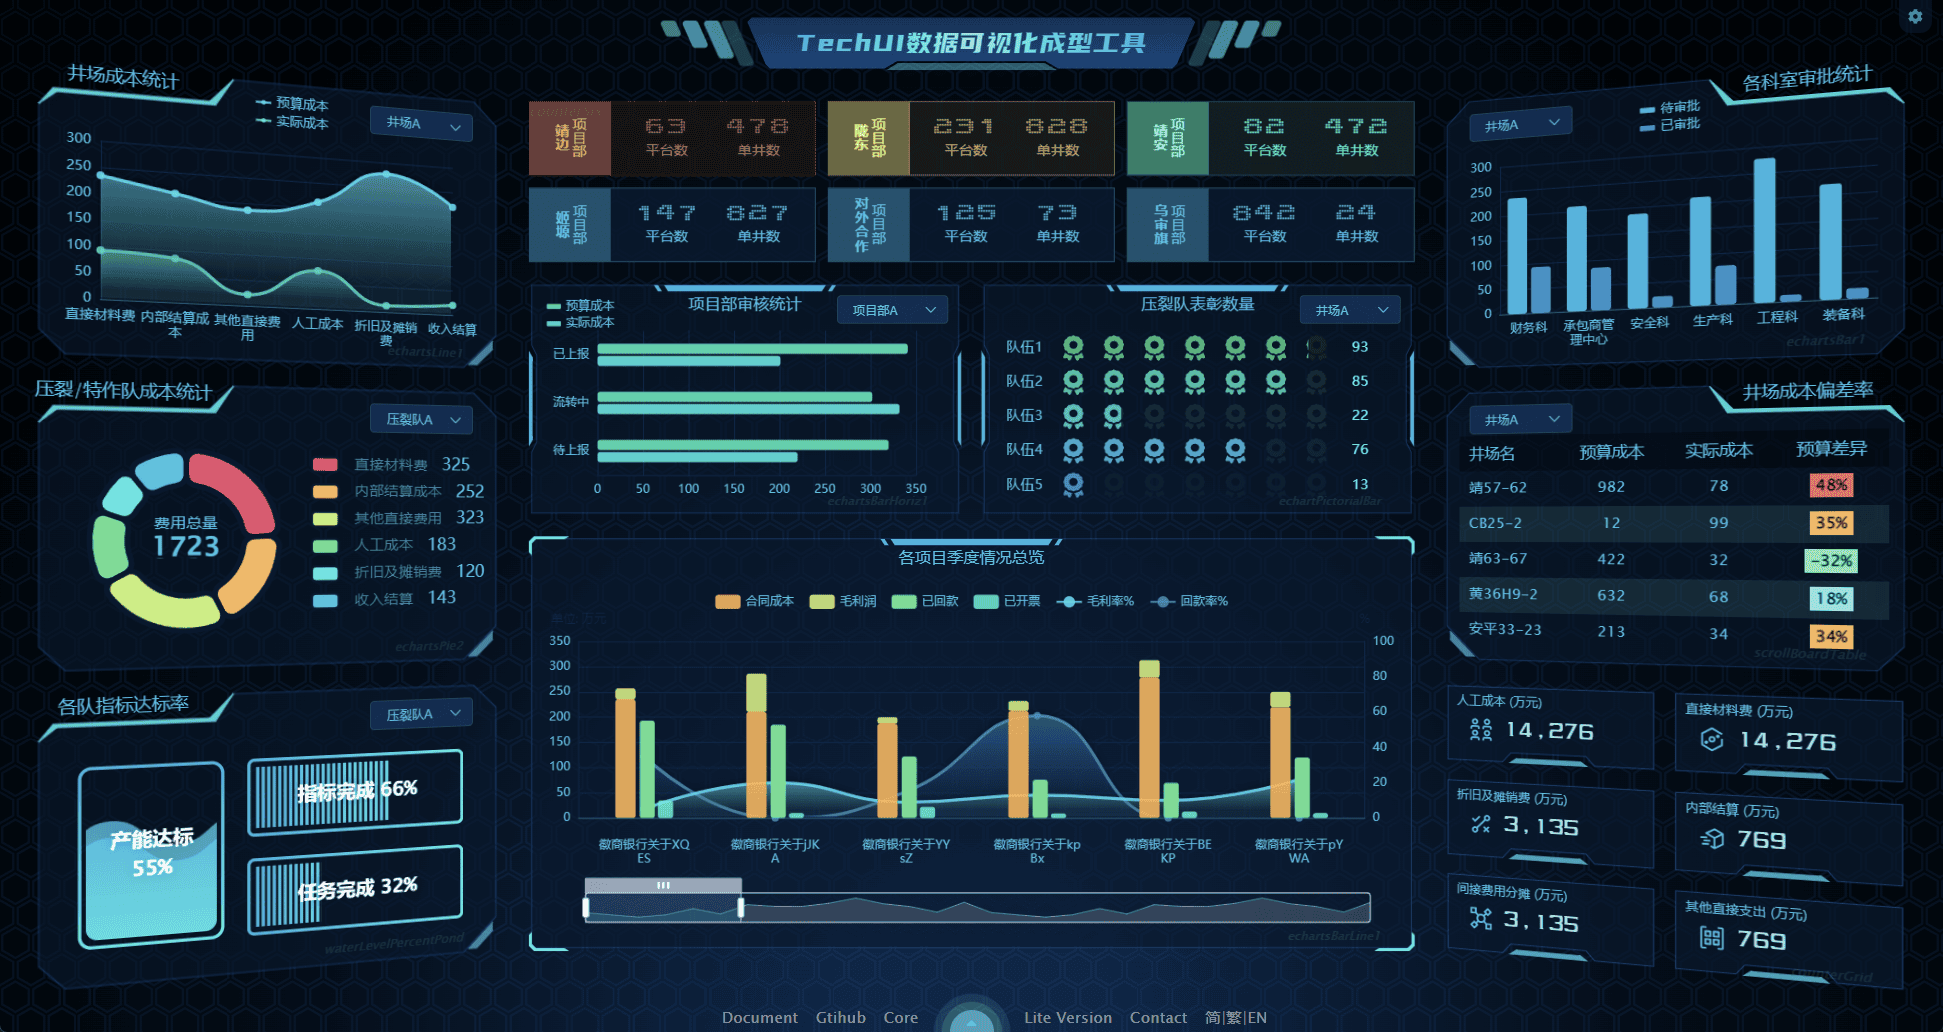 TechUI数据可视化成型工具
井场成本统计
预算成本
实际成本
井场A
300
250
200
150
100
50
0
直接材料费
内部结算成本
其他直接费用
人工成本
折旧及摊销费
收入结算
echartsLine1
压裂/特作队成本统计
压裂队A
费用总量
1723
直接材料费 325
内部结算成本 252
其他直接费用 323
人工成本 183
折旧及摊销费 120
收入结算 143
echartsPie2
各队指标达标率
压裂队A
产能达标
55%
指标完成 66%
任务完成 32%
waterLevelPercentPond
靖边
项目部
63 478
平台数 单井数
陇东
项目部
231 828
平台数 单井数
靖安
项目部
82 472
平台数 单井数
姬塬
项目部
147 827
平台数 单井数
对外合作
项目部
125 73
平台数 单井数
乌审旗
项目部
842 24
平台数 单井数
预算成本
实际成本
项目部审核统计
项目部A
已上报
流转中
待上报
0 50 100 150 200 250 300 350
echartsBarHoriz1
压裂队表彰数量
井场A
队伍1 93
队伍2 85
队伍3 22
队伍4 76
队伍5 13
echartPictorialBar
各项目季度情况总览
合同成本 毛利润 已回款 已开票 毛利率% 回款率%
350
300
250
200
150
100
50
0
100
80
60
40
20
0
徽商银行关于XQ
ES
徽商银行关于jJK
A
徽商银行关于YY
sZ
徽商银行关于kp
Bx
徽商银行关于BE
KP
徽商银行关于pY
WA
echartsBarLine1
各科室审批统计
井场A
待审批
已审批
300
250
200
150
100
50
0
财务科
承包商管理中心
安全科
生产科
工程科
装备科
echartsBar1
井场成本偏差率
井场A
井场名 预算成本 实际成本 预算差异
靖57-62 982 78 48%
CB25-2 12 99 35%
靖63-67 422 32 -32%
黄36H9-2 632 68 18%
安平33-23 213 34 34%
scrollBoardTable
人工成本 (万元)
14,276
直接材料费 (万元)
14,276
折旧及摊销费 (万元)
3,135
内部结算 (万元)
769
间接费用分摊 (万元)
3,135
其他直接支出 (万元)
769
Document Gtihub Core Lite Version Contact 简|繁|EN